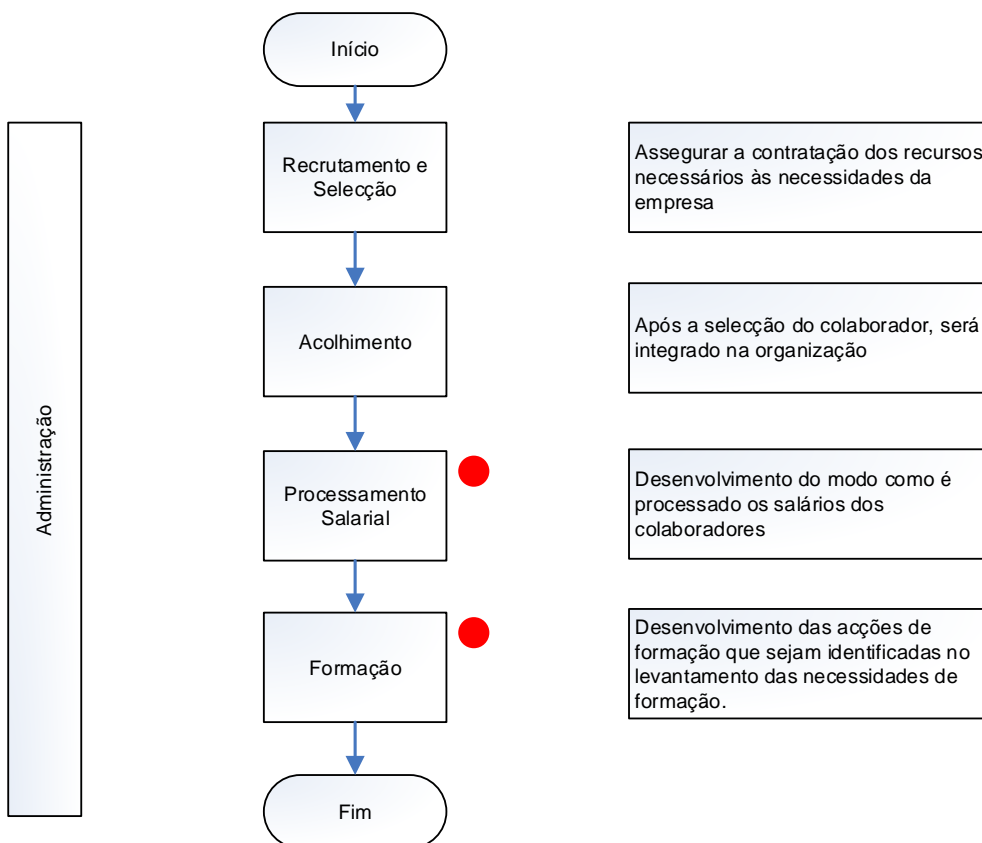 Início
Administração
Recrutamento e
Selecção
Assegurar a contratação dos recursos
necessários às necessidades da
empresa
Acolhimento
Após a selecção do colaborador, será
integrado na organização
Processamento
Salarial
Desenvolvimento do modo como é
processado os salários dos
colaboradores
Formação
Desenvolvimento das acções de
formação que sejam identificadas no
levantamento das necessidades de
formação.
Fim